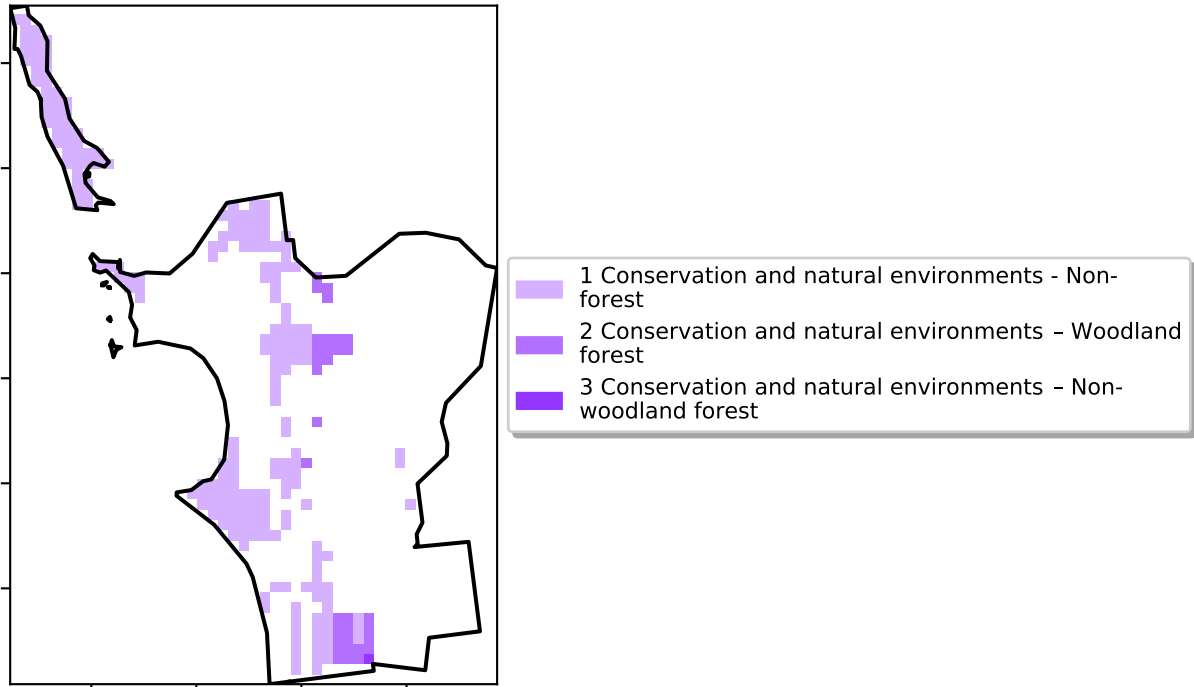 1 Conservation and natural environments - Non-
forest
2 Conservation and natural environments – Woodland
forest
3 Conservation and natural environments – Non-
woodland forest